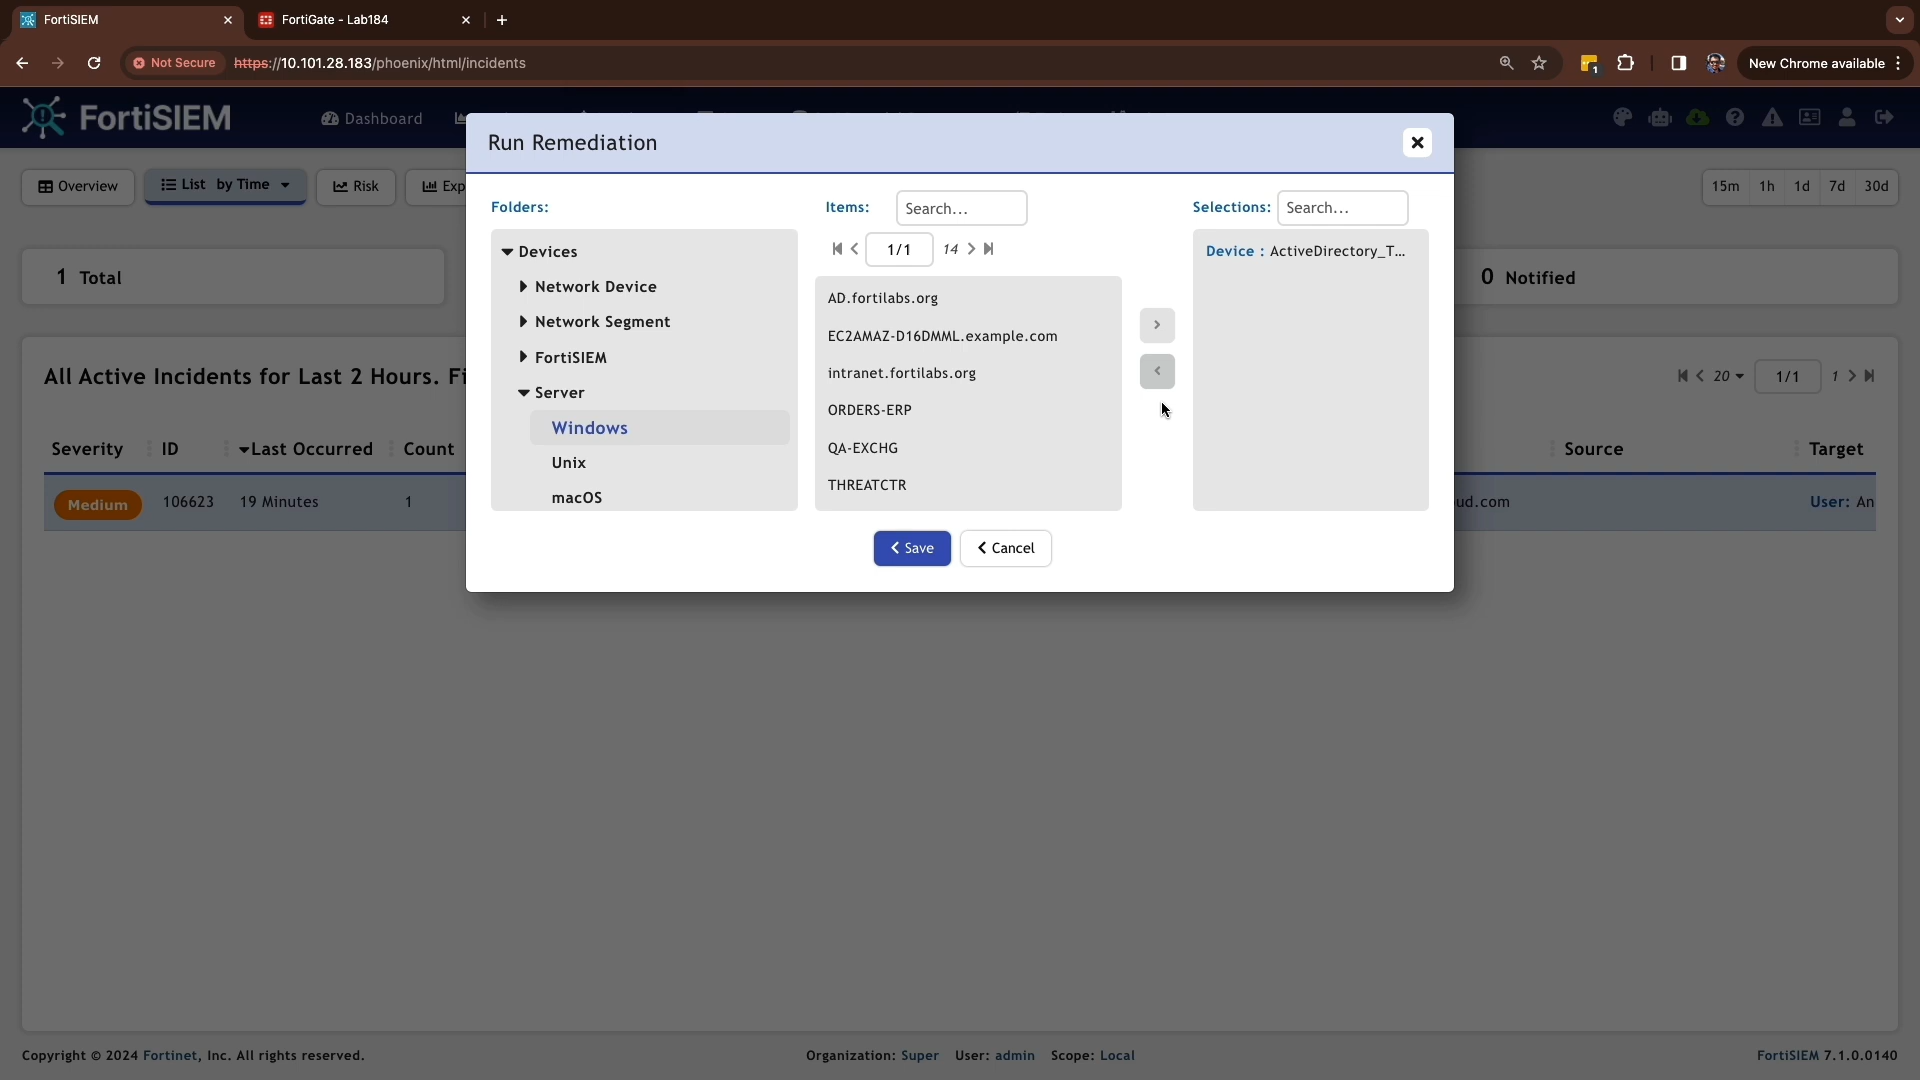 FortiSIEM
FortiGate - Lab184
Not Secure https://10.101.28.183/phoenix/html/incidents
1
New Chrome available
FortiSIEM
Dashboard
Run Remediation
Overview
List by Time
Risk
Exp
15m 1h 1d 7d 30d
Folders:
Items:
Search...
Selections:
Search...
1/1 14
Devices
Network Device
Network Segment
FortiSIEM
Server
Windows
Unix
macOS
AD.fortilabs.org
EC2AMAZ-D16DMML.example.com
intranet.fortilabs.org
ORDERS-ERP
QA-EXCHG
THREATCTR
Device : ActiveDirectory_T...
Save
Cancel
1 Total
0 Notified
All Active Incidents for Last 2 Hours. Fi
20 1/1 1
Severity ID Last Occurred Count Source Target
Medium 106623 19 Minutes 1 ud.com User: An
Copyright © 2024 Fortinet, Inc. All rights reserved.
Organization: Super User: admin Scope: Local
FortiSIEM 7.1.0.0140